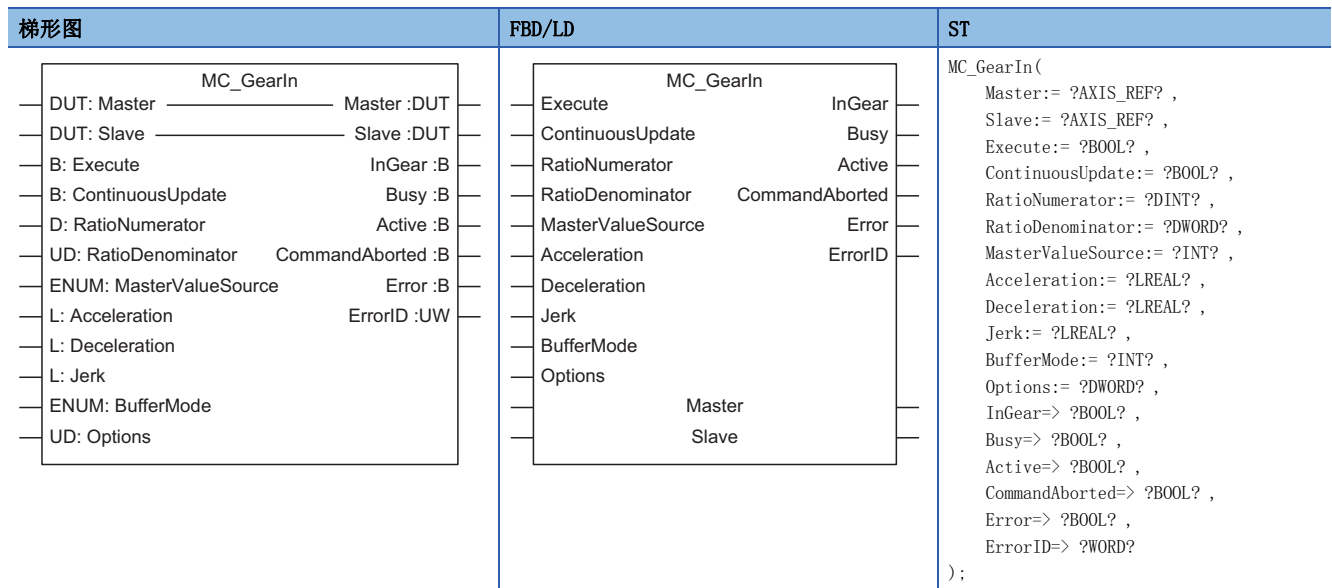 梯形图
FBD/LD
ST
MC_GearIn
DUT: Master Master :DUT
DUT: Slave Slave :DUT
B: Execute InGear :B
B: ContinuousUpdate Busy :B
D: RatioNumerator Active :B
UD: RatioDenominator CommandAborted :B
ENUM: MasterValueSource Error :B
L: Acceleration ErrorID :UW
L: Deceleration
L: Jerk
ENUM: BufferMode
UD: Options
MC_GearIn
Execute InGear
ContinuousUpdate Busy
RatioNumerator Active
RatioDenominator CommandAborted
MasterValueSource Error
Acceleration ErrorID
Deceleration
Jerk
BufferMode
Options
Master
Slave
MC_GearIn(
Master:= ?AXIS_REF? ,
Slave:= ?AXIS_REF? ,
Execute:= ?BOOL? ,
ContinuousUpdate:= ?BOOL? ,
RatioNumerator:= ?DINT? ,
RatioDenominator:= ?DWORD? ,
MasterValueSource:= ?INT? ,
Acceleration:= ?LREAL? ,
Deceleration:= ?LREAL? ,
Jerk:= ?LREAL? ,
BufferMode:= ?INT? ,
Options:= ?DWORD? ,
InGear=> ?BOOL? ,
Busy=> ?BOOL? ,
Active=> ?BOOL? ,
CommandAborted=> ?BOOL? ,
Error=> ?BOOL? ,
ErrorID=> ?WORD?
);